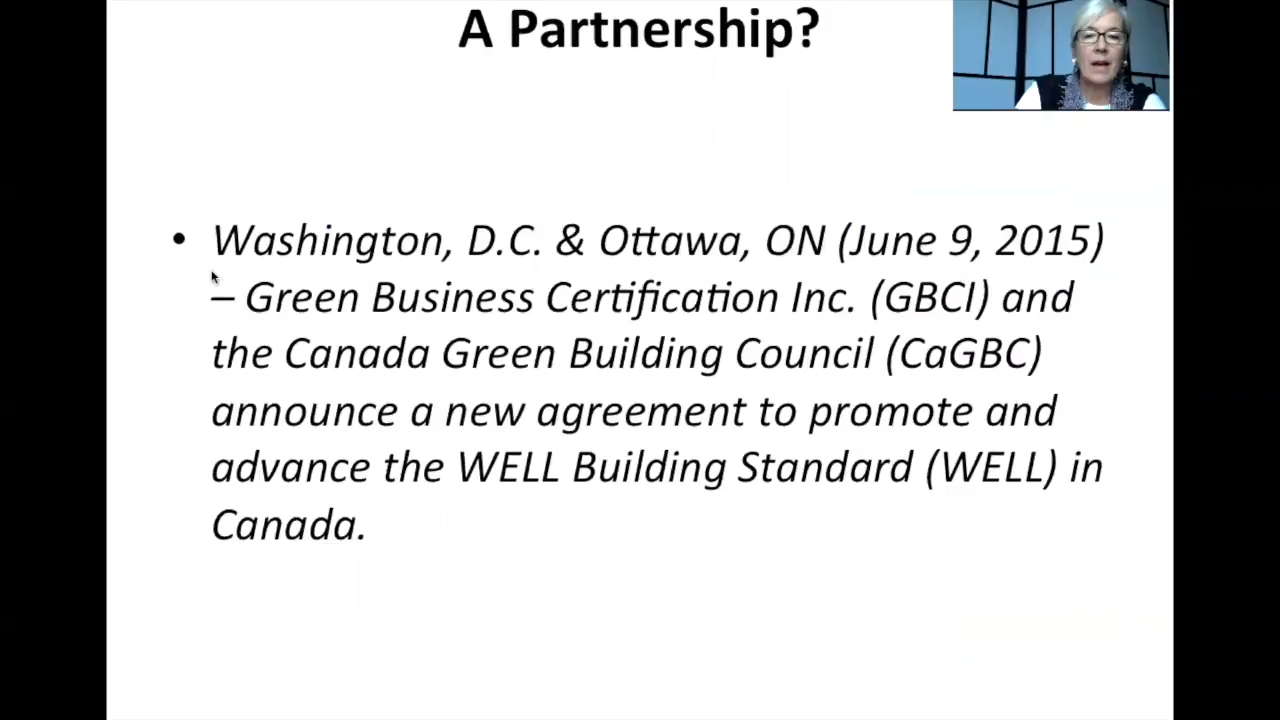 A Partnership?
• Washington, D.C. & Ottawa, ON (June 9, 2015)
– Green Business Certification Inc. (GBCI) and
the Canada Green Building Council (CaGBC)
announce a new agreement to promote and
advance the WELL Building Standard (WELL) in
Canada.